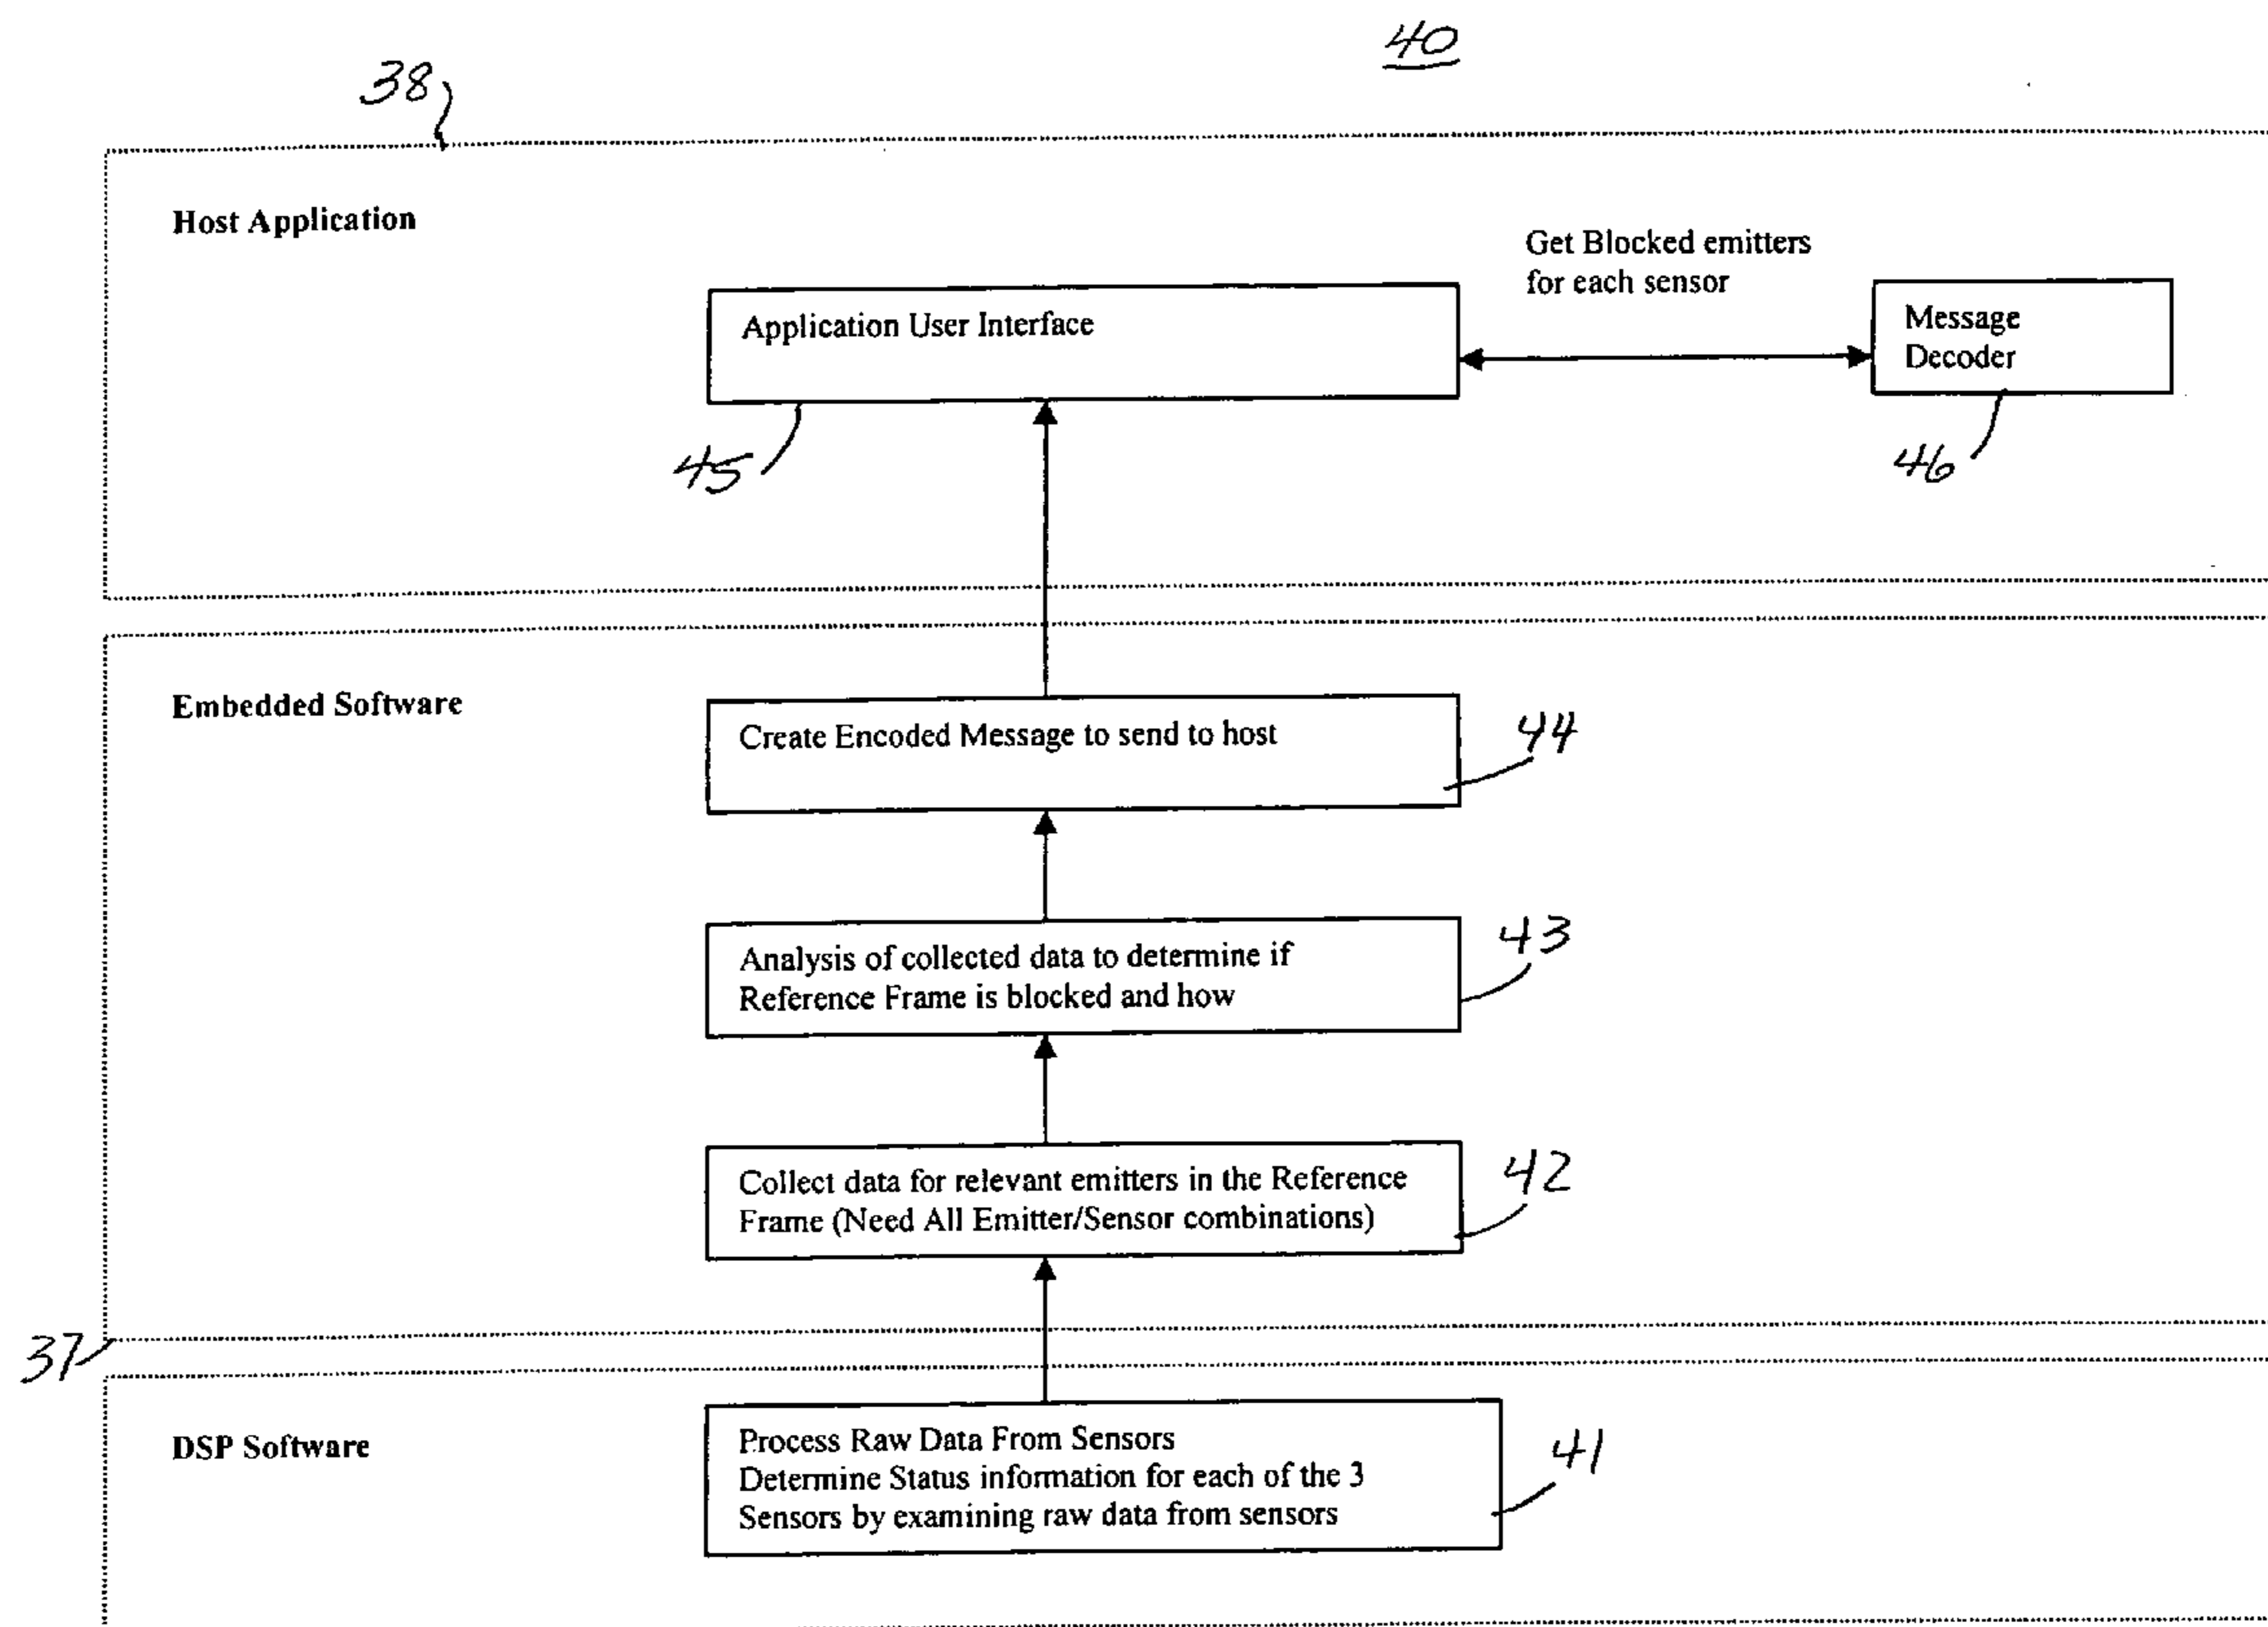 40
38
Host Application
Get Blocked emitters
for each sensor
Application User Interface
Message
Decoder
45
46
Embedded Software
Create Encoded Message to send to host
44
Analysis of collected data to determine if
Reference Frame is blocked and how
43
Collect data for relevant emitters in the Reference
Frame (Need All Emitter/Sensor combinations)
42
37
DSP Software
Process Raw Data From Sensors
Determine Status information for each of the 3
Sensors by examining raw data from sensors
41